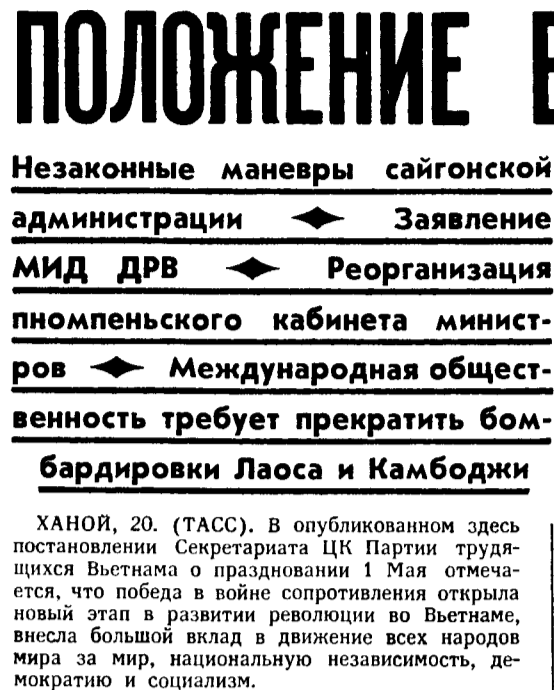 ПОЛОЖЕНИЕ
Незаконные маневры сайгонской
администрации ◆ Заявление
МИД ДРВ ◆ Реорганизация
пномпеньского кабинета минист-
ров ◆ Международная общест-
венность требует прекратить бом-
бардировки Лаоса и Камбоджи
ХАНОЙ, 20. (ТАСС). В опубликованном здесь
постановлении Секретариата ЦК Партии трудя-
щихся Вьетнама о праздновании 1 Мая отмеча-
ется, что победа в войне сопротивления открыла
новый этап в развитии революции во Вьетнаме,
внесла большой вклад в движение всех народов
мира за мир, национальную независимость, де-
мократию и социализм.